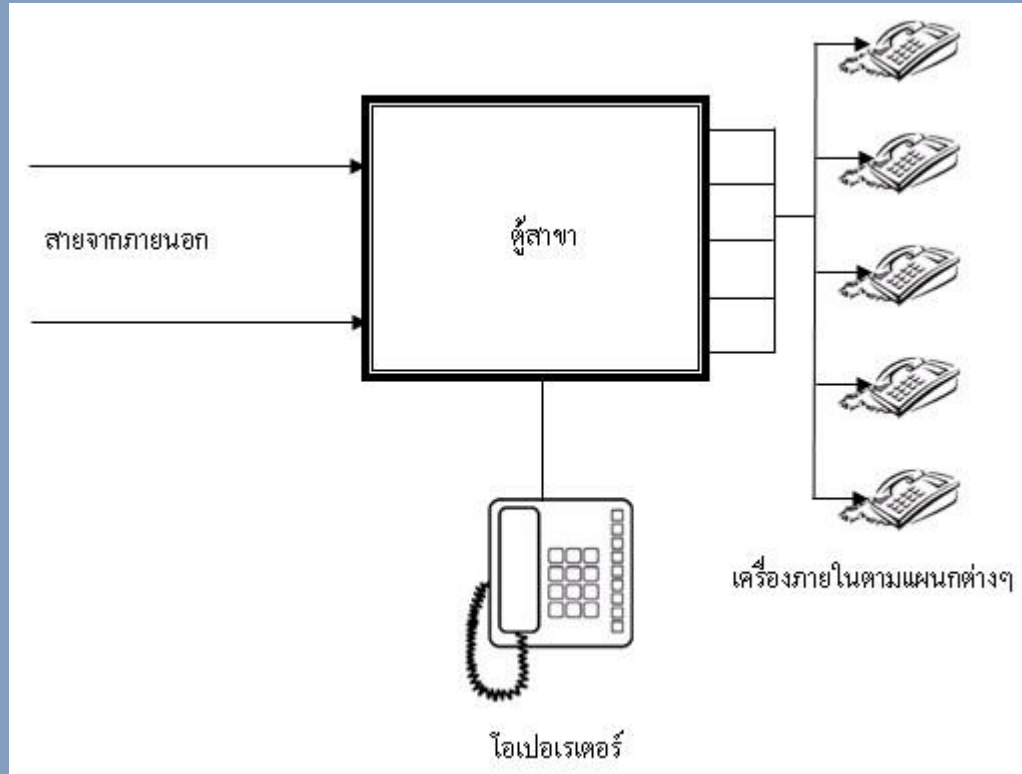 สายจากภายนอก
ตู้สาขา
เครื่องภายในตามแผนกต่างๆ
โอเปอเรเตอร์